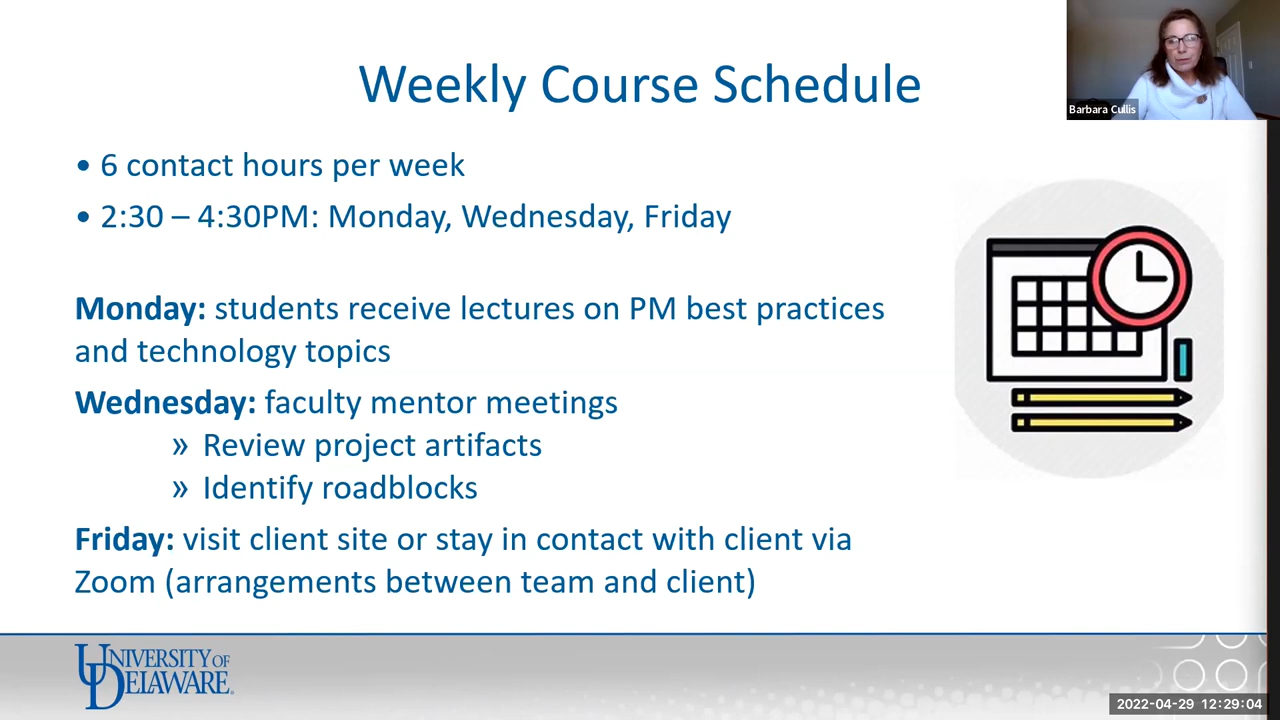 Weekly Course Schedule
Barbara Cullis
• 6 contact hours per week
• 2:30 – 4:30PM: Monday, Wednesday, Friday
Monday: students receive lectures on PM best practices
and technology topics
Wednesday: faculty mentor meetings
» Review project artifacts
» Identify roadblocks
Friday: visit client site or stay in contact with client via
Zoom (arrangements between team and client)
UNIVERSITY OF
DELAWARE
2022-04-29 12:29:04